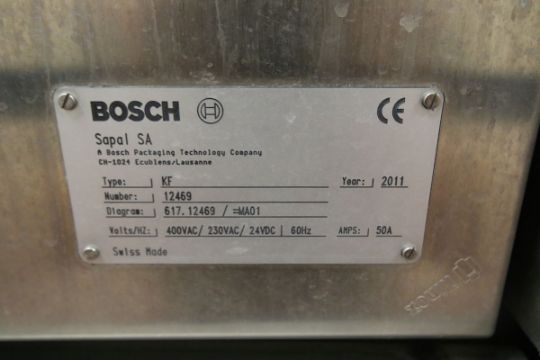 BOSCH CE
Sapal SA
A Bosch Packaging Technology Company
CH-1024 Ecublens/Lausanne
Type: KF Year: 2011
Number: 12469
Diagram: 617.12469 / =MA01
Volts/HZ: 400VAC/ 230VAC/ 24VDC | 60Hz AMPS: 50A
Swiss Made